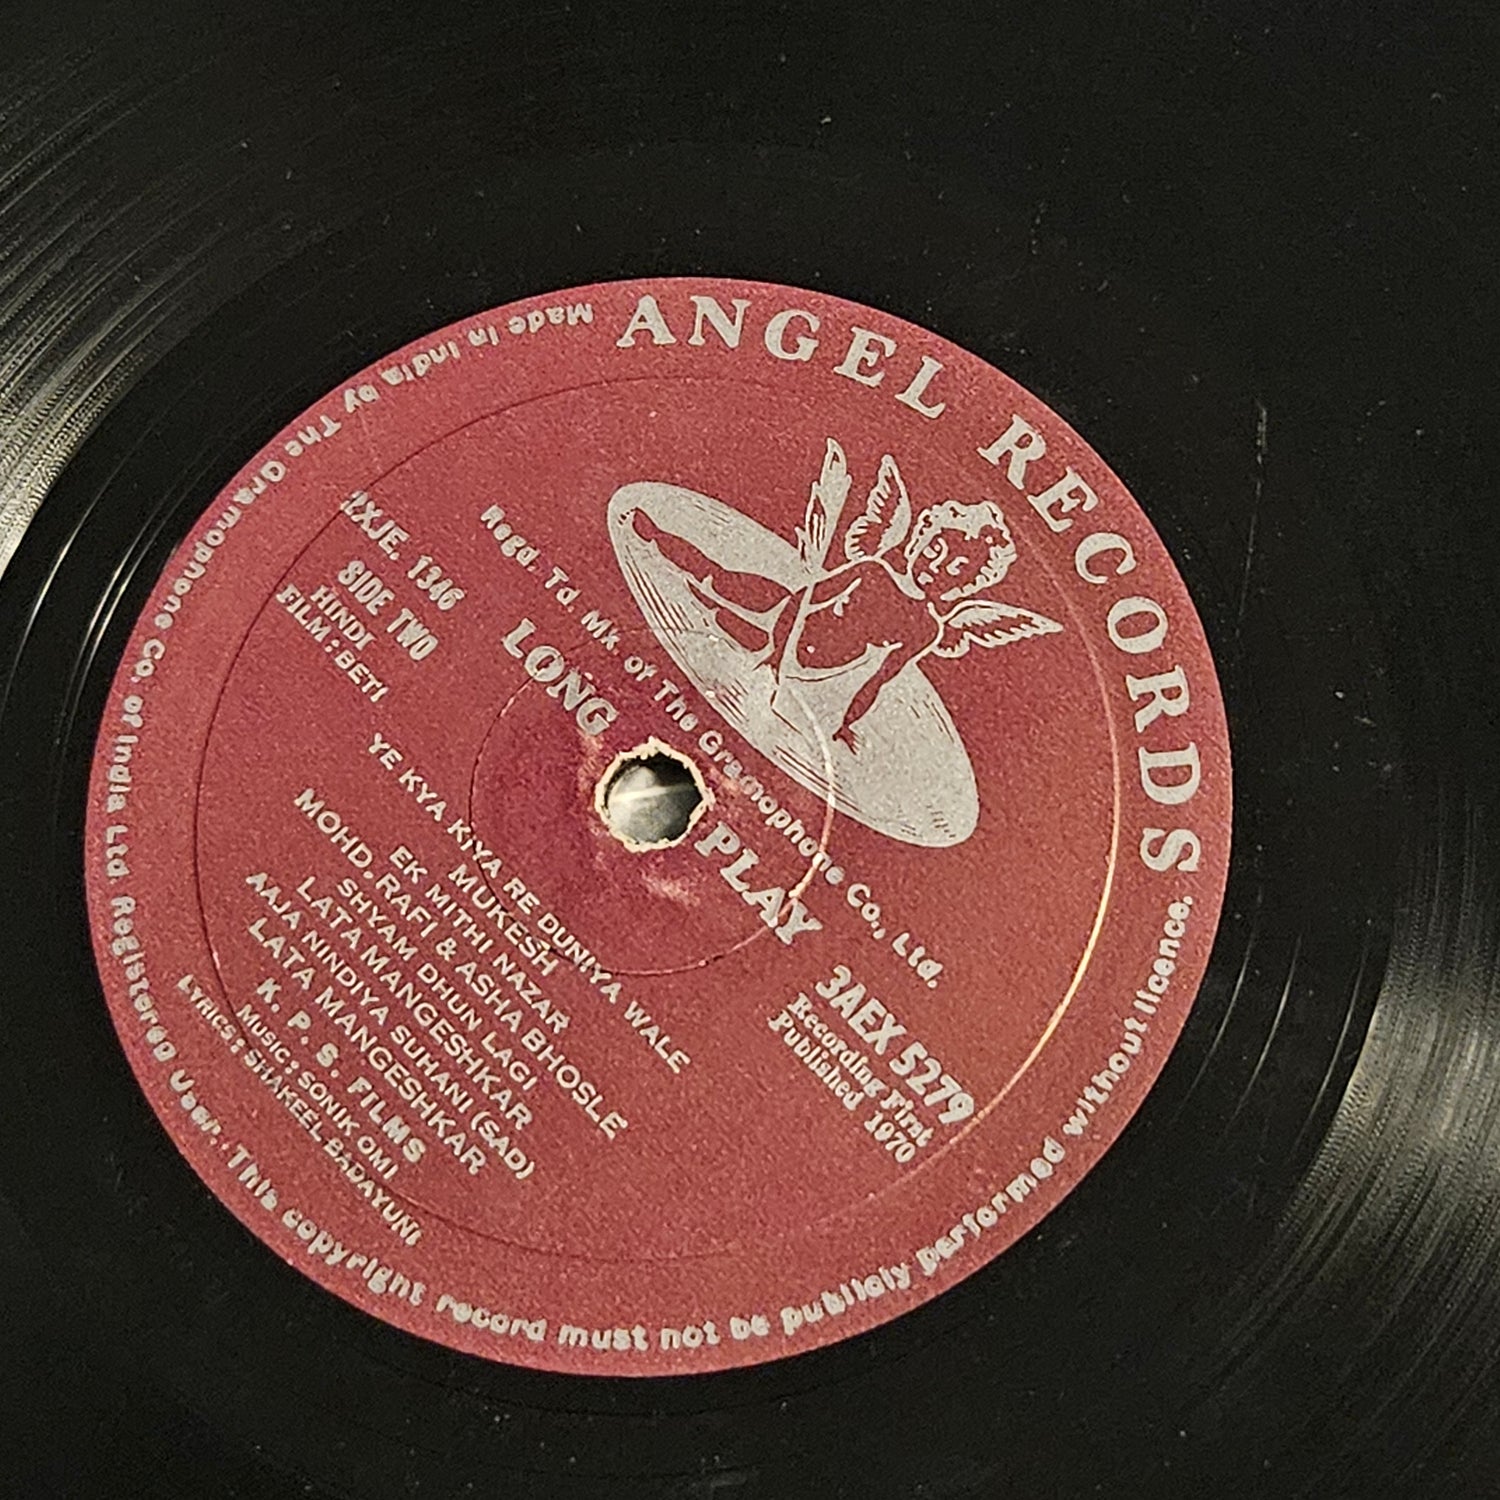 ANGEL RECORDS
Regd. Td. Mk. of The Gramophone Co., Ltd.
LONG PLAY
2XJE. 1346
SIDE TWO
HINDI
FILM : BETI
3AEX 5279
Recording First
Published 1970
YE KYA KIYA RE DUNIYA WALE
MUKESH
EK MITHI NAZAR
MOHD. RAFI & ASHA BHOSLE
SHYAM DHUN LAGI
LATA MANGESHKAR
AAJA NINDIYA SUHANI (SAD)
LATA MANGESHKAR
K. P. S. FILMS
MUSIC : SONIK OMI
LYRICS : SHAKEEL BADAYUNI
Made in India by The Gramophone Co. of India Ltd Registered User. This copyright record must not be publicly performed without licence.